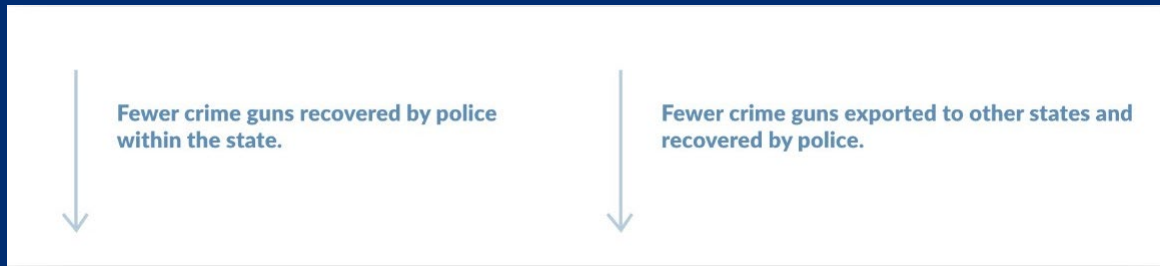 Fewer crime guns recovered by police
within the state.
Fewer crime guns exported to other states and
recovered by police.